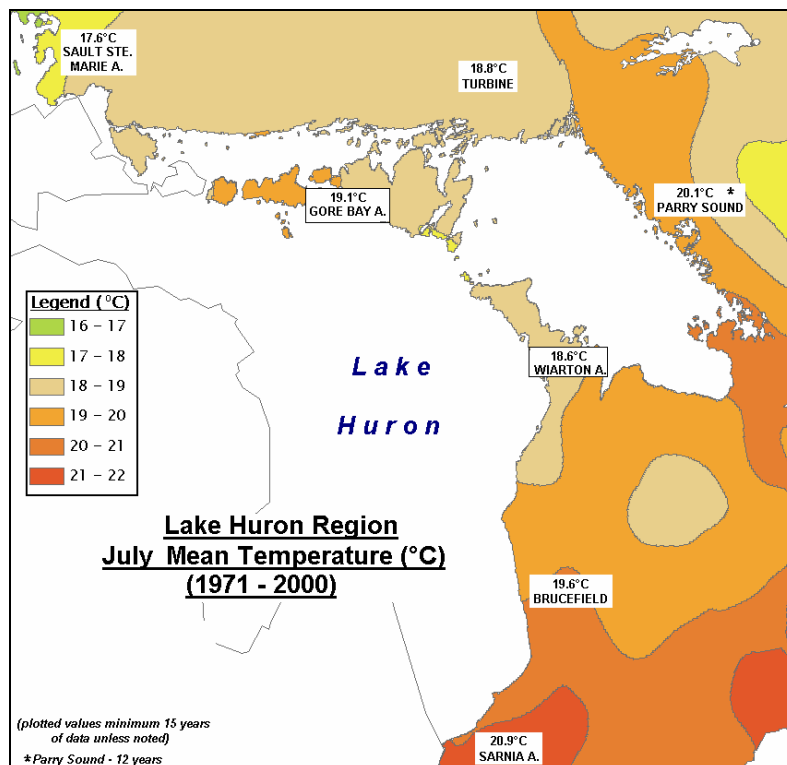 17.6°C
SAULT STE.
MARIE A.
18.8°C
TURBINE
20.1°C *
PARRY SOUND
19.1°C
GORE BAY A.
Legend (°C)
16 - 17
17 - 18
18 - 19
19 - 20
20 - 21
21 - 22
18.6°C
WIARTON A.
Lake
Huron
Lake Huron Region
July Mean Temperature (°C)
(1971 - 2000)
19.6°C
BRUCEFIELD
(plotted values minimum 15 years
of data unless noted)
*Parry Sound - 12 years
20.9°C
SARNIA A.